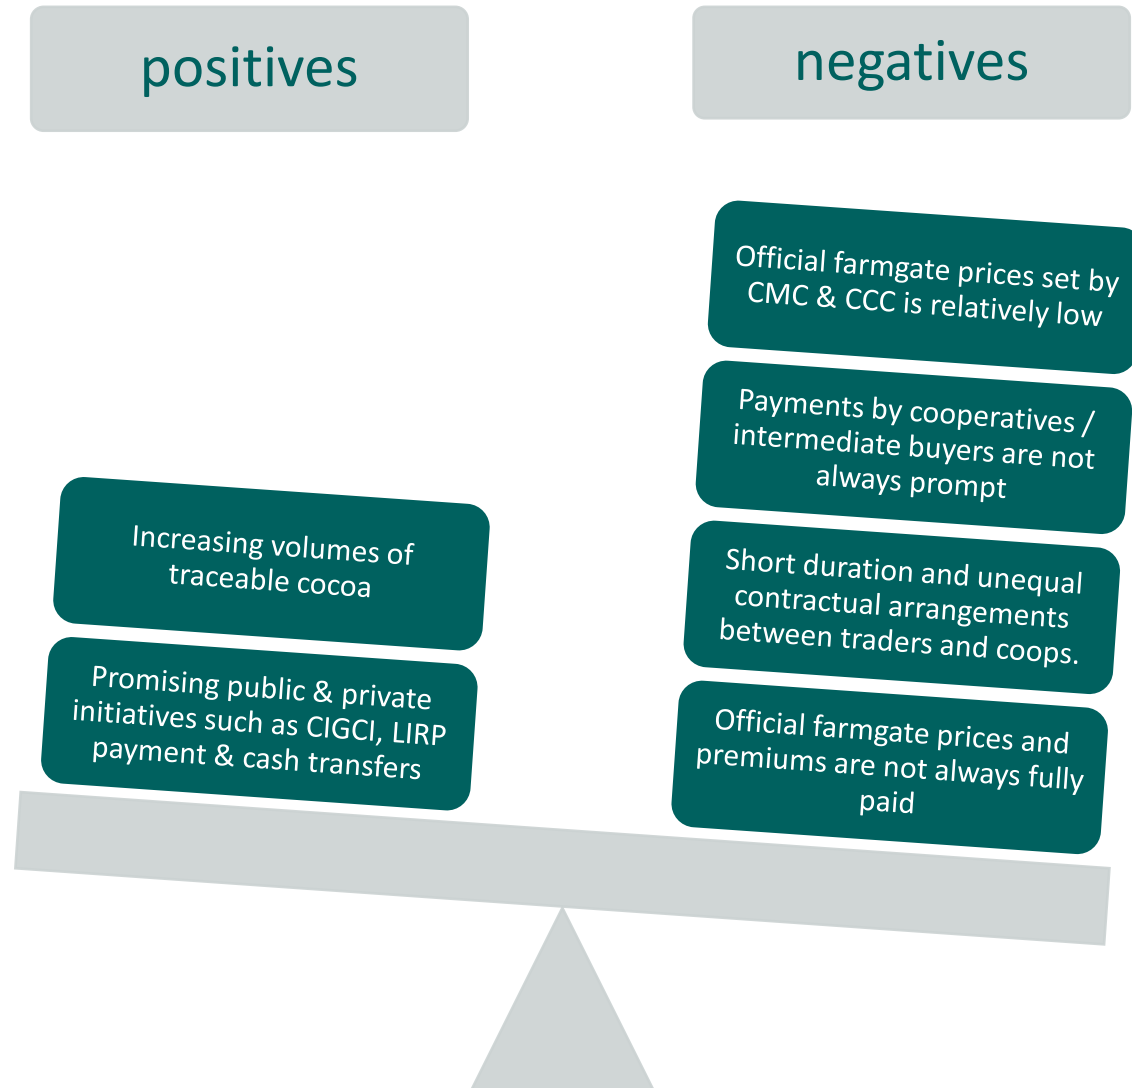 positives
negatives
Increasing volumes of
traceable cocoa
Promising public & private
initiatives such as CIGCI, LIRP
payment & cash transfers
Official farmgate prices set by
CMC & CCC is relatively low
Payments by cooperatives /
intermediate buyers are not
always prompt
Short duration and unequal
contractual arrangements
between traders and coops.
Official farmgate prices and
premiums are not always fully
paid